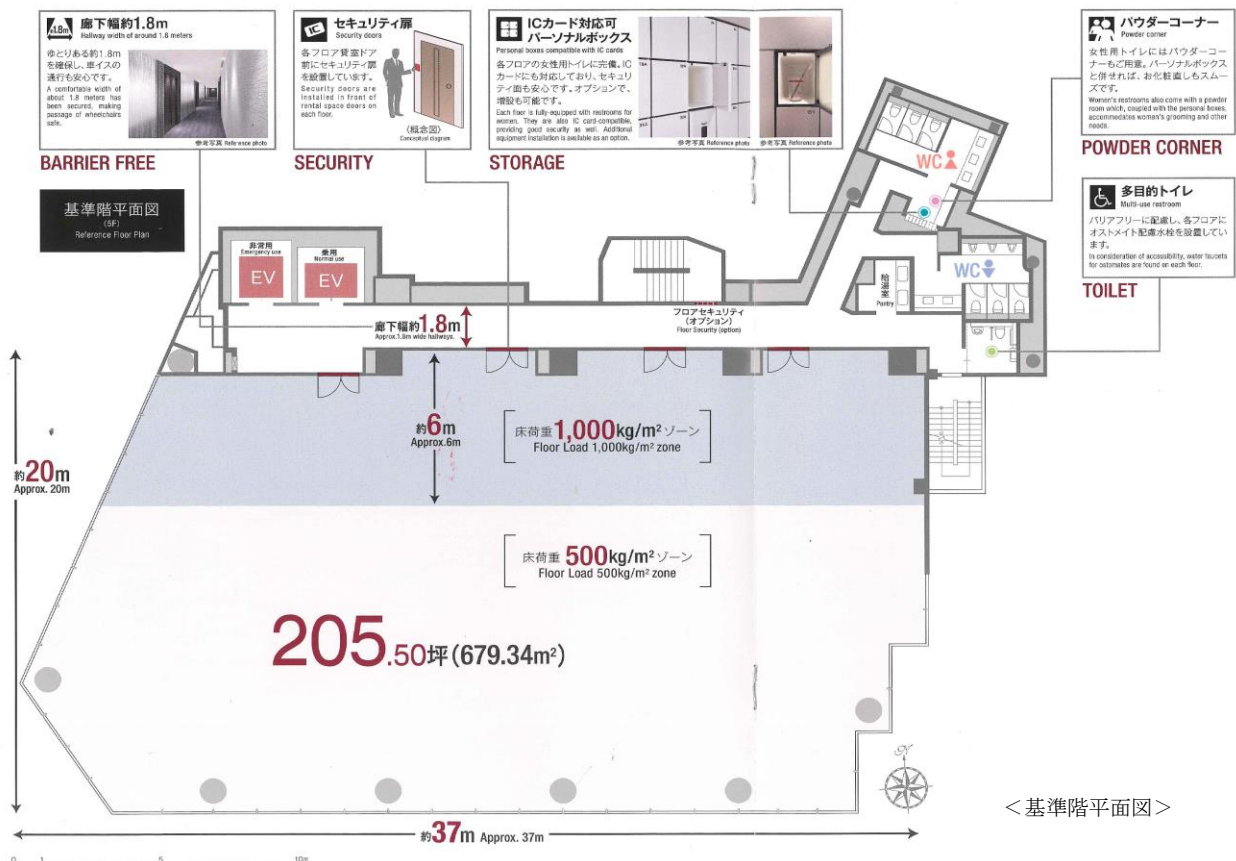 廊下幅約1.8m
Hallway width of around 1.8 meters
ゆとりある約1.8m
を確保し、車イスの
通行も安心です。
A comfortable width of
about 1.8 meters has
been secured, making
passage of wheelchairs
safe.
参考写真 Reference photo
BARRIER FREE
IC
セキュリティ扉
Security doors
各フロア貸室ドア
前にセキュリティ扉
を設置しています。
Security doors are
installed in front of
rental space doors on
each floor.
〈概念図〉
Conceptual diagram
SECURITY
ICカード対応可
パーソナルボックス
Personal boxes compatible with IC cards
各フロアの女性用トイレに完備。IC
カードにも対応しており、セキュリ
ティ面も安心です。オプションで、
増設も可能です。
Each floor is fully-equipped with restrooms for
women. They are also IC card-compatible,
providing good security as well. Additional
equipment installation is available as an option.
参考写真 Reference photo
参考写真 Reference photo
STORAGE
パウダーコーナー
Powder corner
女性用トイレにはパウダーコー
ナーもご用意。パーソナルボックス
と併せれば、お化粧直しもスムー
ズです。
Women's restrooms also come with a powder
room which, coupled with the personal boxes,
accommodates women's grooming and other
needs.
POWDER CORNER
多目的トイレ
Multi-use restroom
バリアフリーに配慮し、各フロアに
オストメイト配慮水栓を設置してい
ます。
In consideration of accessibility, water faucets
for ostomates are found on each floor.
TOILET
基準階平面図
(5F)
Reference Floor Plan
非常用
Emergency use
EV
乗用
Normal use
EV
WC
WC
給湯室
Pantry
廊下幅約1.8m
Approx.1.8m wide hallways.
フロアセキュリティ
(オプション)
Floor Security (option)
約6m
Approx.6m
床荷重1,000kg/m²ゾーン
Floor Load 1,000kg/m² zone
約20m
Approx. 20m
床荷重500kg/m²ゾーン
Floor Load 500kg/m² zone
205.50坪(679.34m²)
N
<基準階平面図>
約37m Approx. 37m
0 1 5 10m